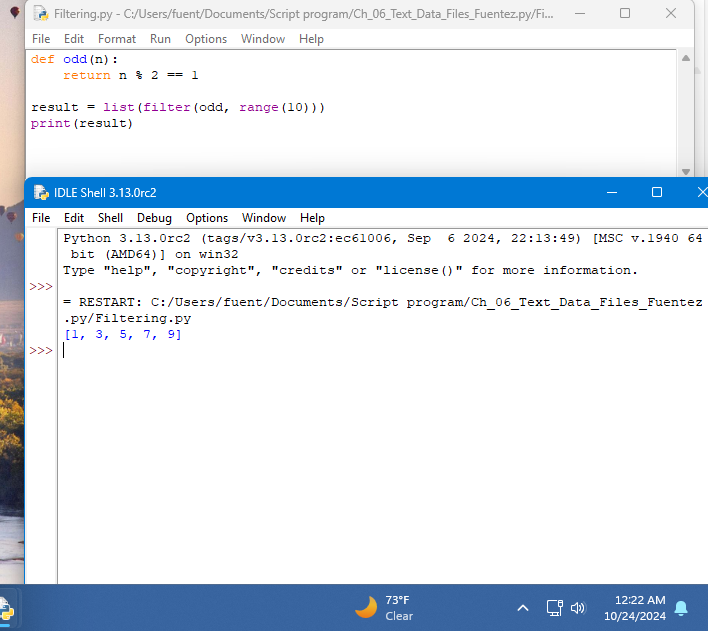 Filtering.py - C:/Users/fuent/Documents/Script program/Ch_06_Text_Data_Files_Fuentez.py/Fi...
File Edit Format Run Options Window Help
def odd(n):
    return n % 2 == 1

result = list(filter(odd, range(10)))
print(result)
IDLE Shell 3.13.0rc2
File Edit Shell Debug Options Window Help
Python 3.13.0rc2 (tags/v3.13.0rc2:ec61006, Sep  6 2024, 22:13:49) [MSC v.1940 64
 bit (AMD64)] on win32
Type "help", "copyright", "credits" or "license()" for more information.
>>>
= RESTART: C:/Users/fuent/Documents/Script program/Ch_06_Text_Data_Files_Fuentez
.py/Filtering.py
[1, 3, 5, 7, 9]
>>>
73°F
Clear
12:22 AM
10/24/2024